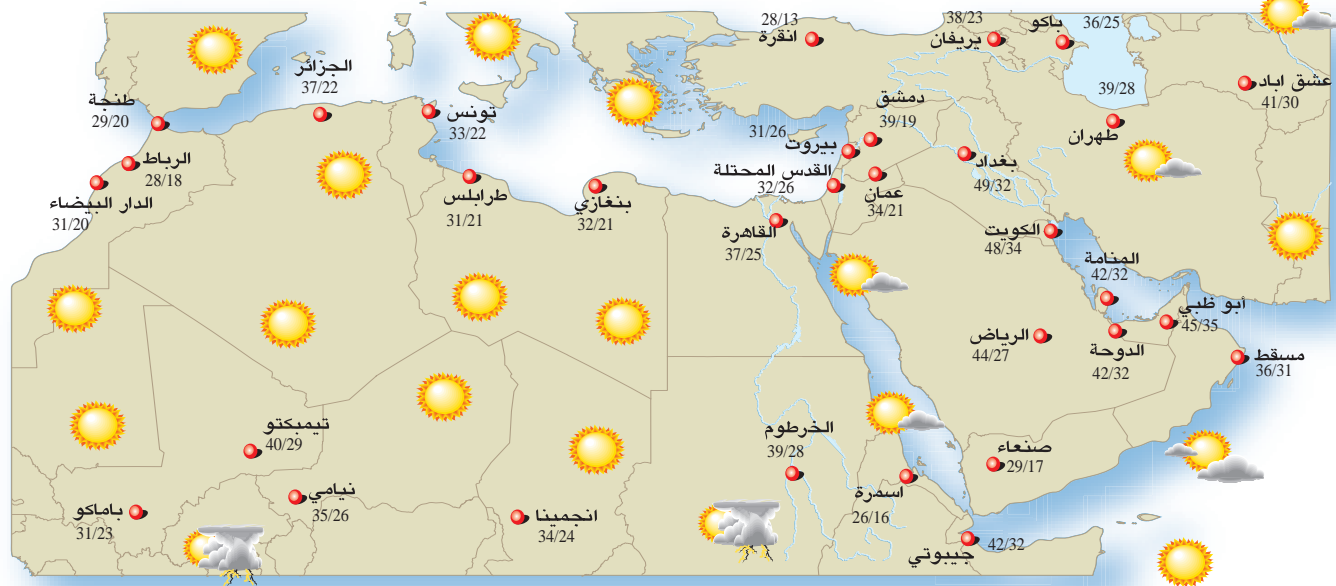 28/13
انقرة
38/23
يريفان
باكو
36/25
عشق اباد
41/30
39/28
طهران
الجزائر
37/22
طنجة
29/20
تونس
33/22
دمشق
39/19
31/26
بيروت
بغداد
49/32
الرباط
28/18
القدس المحتلة
32/26
عمان
34/21
الدار البيضاء
31/20
طرابلس
31/21
بنغازي
32/21
القاهرة
37/25
الكويت
48/34
المنامة
42/32
أبو ظبي
45/35
الرياض
44/27
الدوحة
42/32
مسقط
36/31
تيمبكتو
40/29
الخرطوم
39/28
صنعاء
29/17
نيامي
35/26
اسمرة
26/16
باماكو
31/23
انجمينا
34/24
جيبوتي
42/32